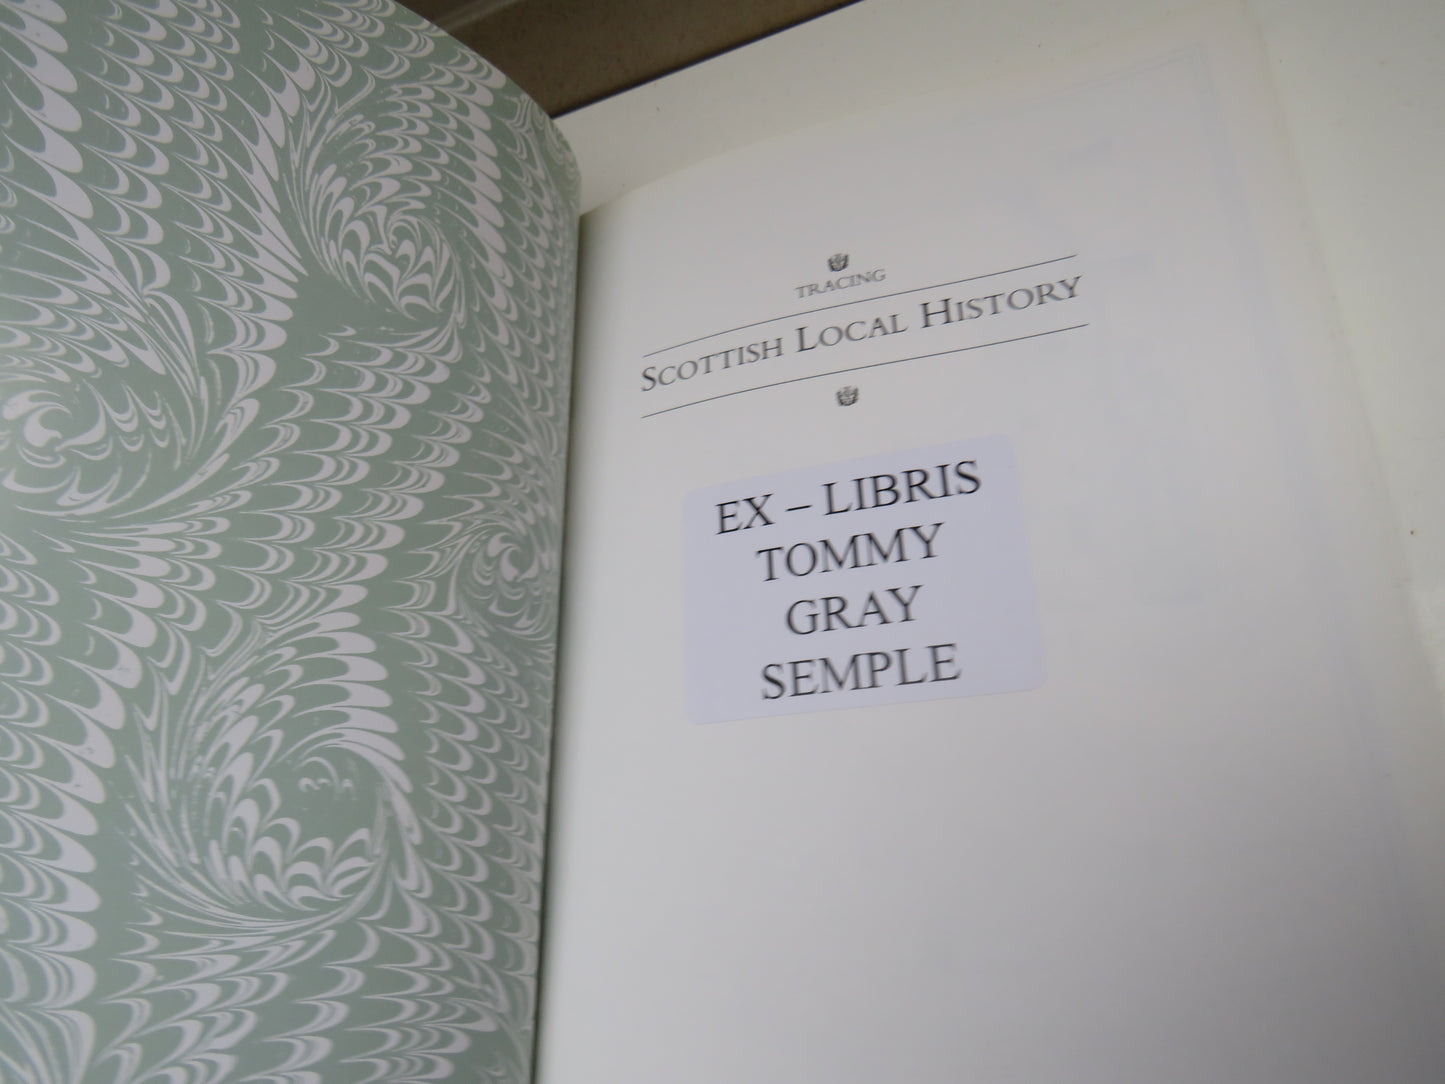 TRACING
SCOTTISH LOCAL HISTORY
EX – LIBRIS
TOMMY
GRAY
SEMPLE